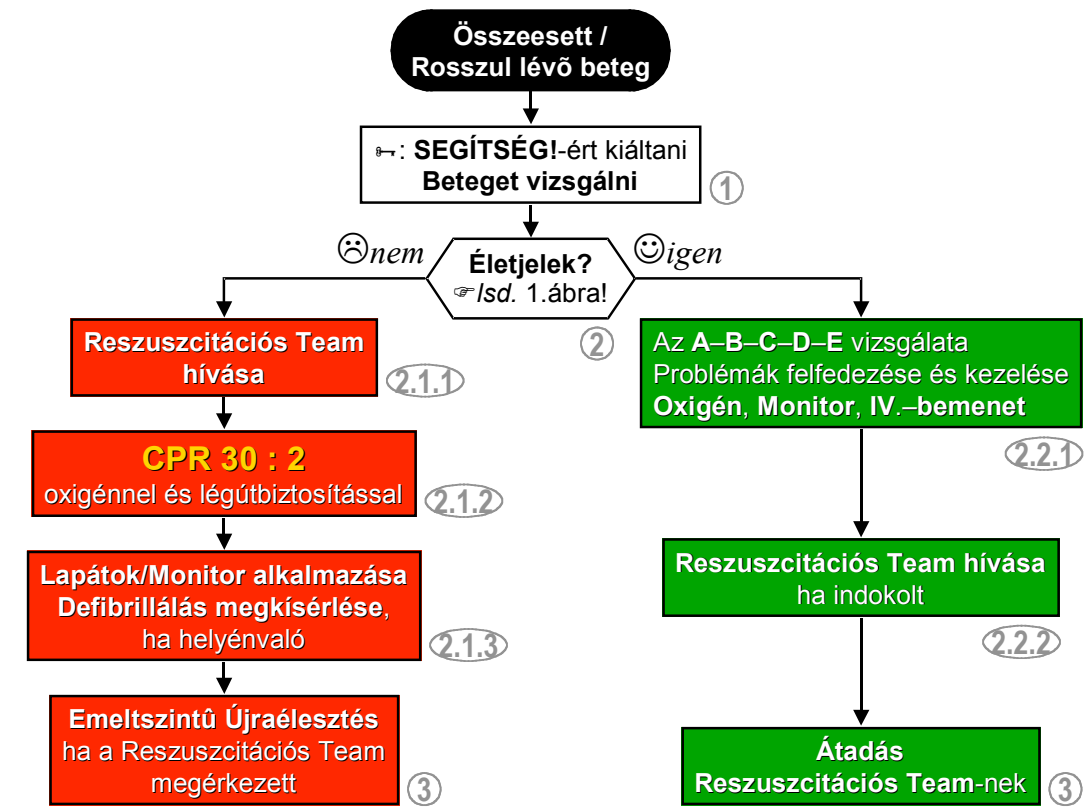 Összeesett /
Rosszul lévõ beteg
🗝: SEGÍTSÉG!-ért kiáltani
Beteget vizsgálni
1
☹nem
☺igen
Életjelek?
☞lsd. 1.ábra!
2
Reszuszcitációs Team
hívása
2.1.1
CPR 30 : 2
oxigénnel és légútbiztosítással
2.1.2
Lapátok/Monitor alkalmazása
Defibrillálás megkísérlése,
ha helyénvaló
2.1.3
Emeltszintû Újraélesztés
ha a Reszuszcitációs Team
megérkezett
3
Az A–B–C–D–E vizsgálata
Problémák felfedezése és kezelése
Oxigén, Monitor, IV.–bemenet
2.2.1
Reszuszcitációs Team hívása
ha indokolt
2.2.2
Átadás
Reszuszcitációs Team-nek
3